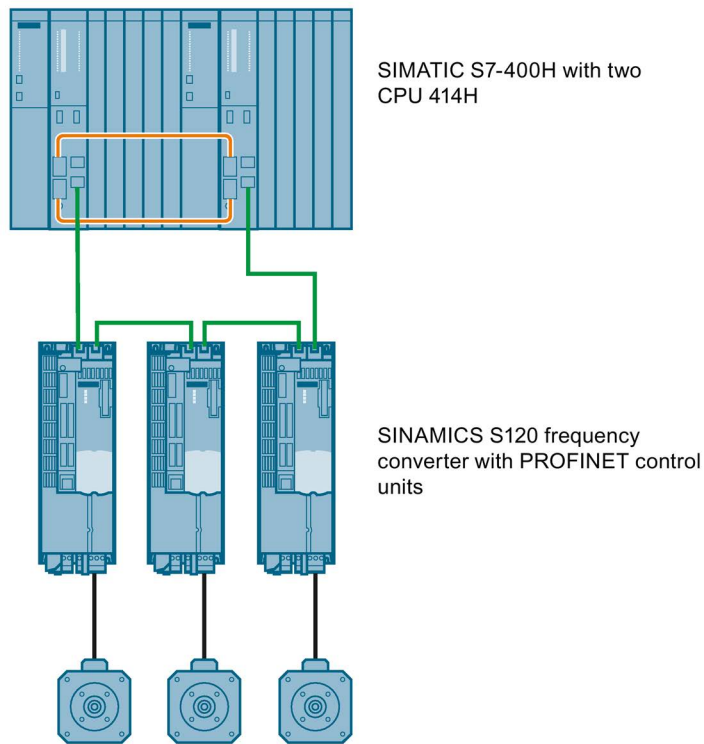 SIMATIC S7-400H with two
CPU 414H
SINAMICS S120 frequency
converter with PROFINET control
units